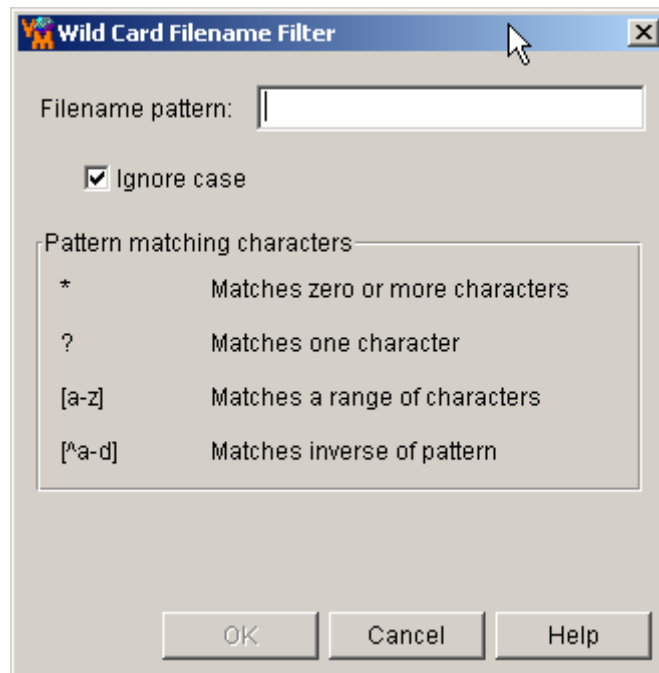 Wild Card Filename Filter
Filename pattern:
Ignore case
Pattern matching characters
* Matches zero or more characters
? Matches one character
[a-z] Matches a range of characters
[^a-d] Matches inverse of pattern
OK Cancel Help